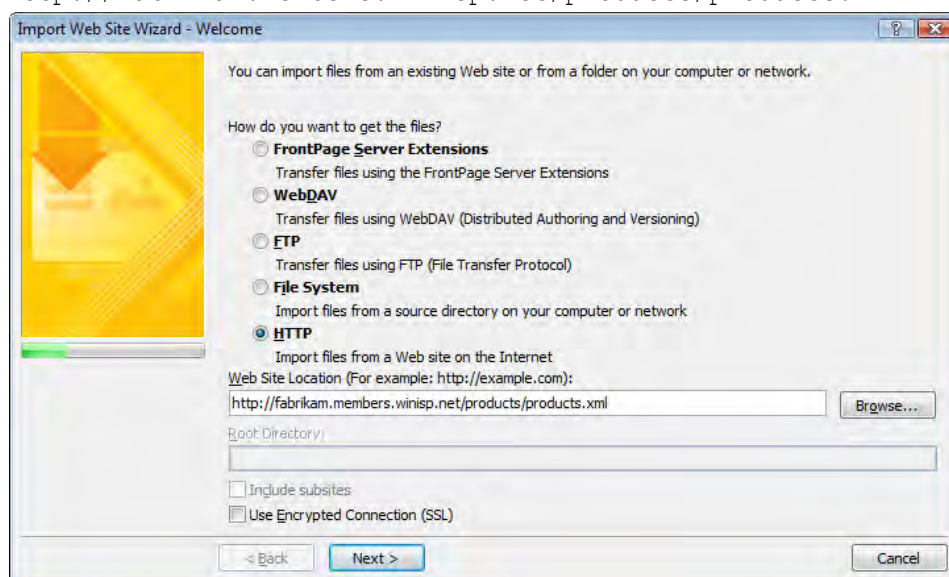 Import Web Site Wizard - Welcome
You can import files from an existing Web site or from a folder on your computer or network.
How do you want to get the files?
FrontPage Server Extensions
Transfer files using the FrontPage Server Extensions
WebDAV
Transfer files using WebDAV (Distributed Authoring and Versioning)
FTP
Transfer files using FTP (File Transfer Protocol)
File System
Import files from a source directory on your computer or network
HTTP
Import files from a Web site on the Internet
Web Site Location (For example: http://example.com):
http://fabrikam.members.winisp.net/products/products.xml
Browse...
Root Directory:
Include subsites
Use Encrypted Connection (SSL)
< Back Next > Cancel